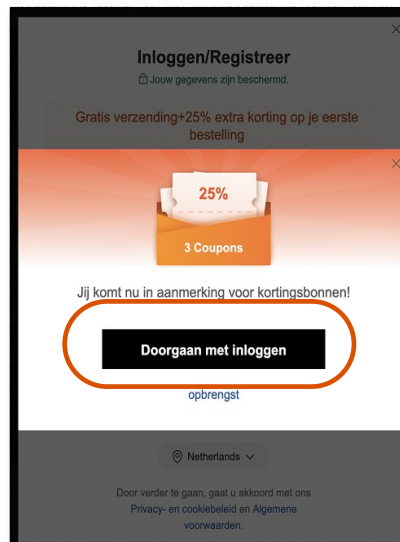 Inloggen/Registreer
Jouw gegevens zijn beschermd.
Gratis verzending+25% extra korting op je eerste
bestelling
25%
3 Coupons
Jij komt nu in aanmerking voor kortingsbonnen!
Doorgaan met inloggen
opbrengst
Netherlands
Door verder te gaan, gaat u akkoord met ons
Privacy- en cookiebeleid en Algemene
voorwaarden.